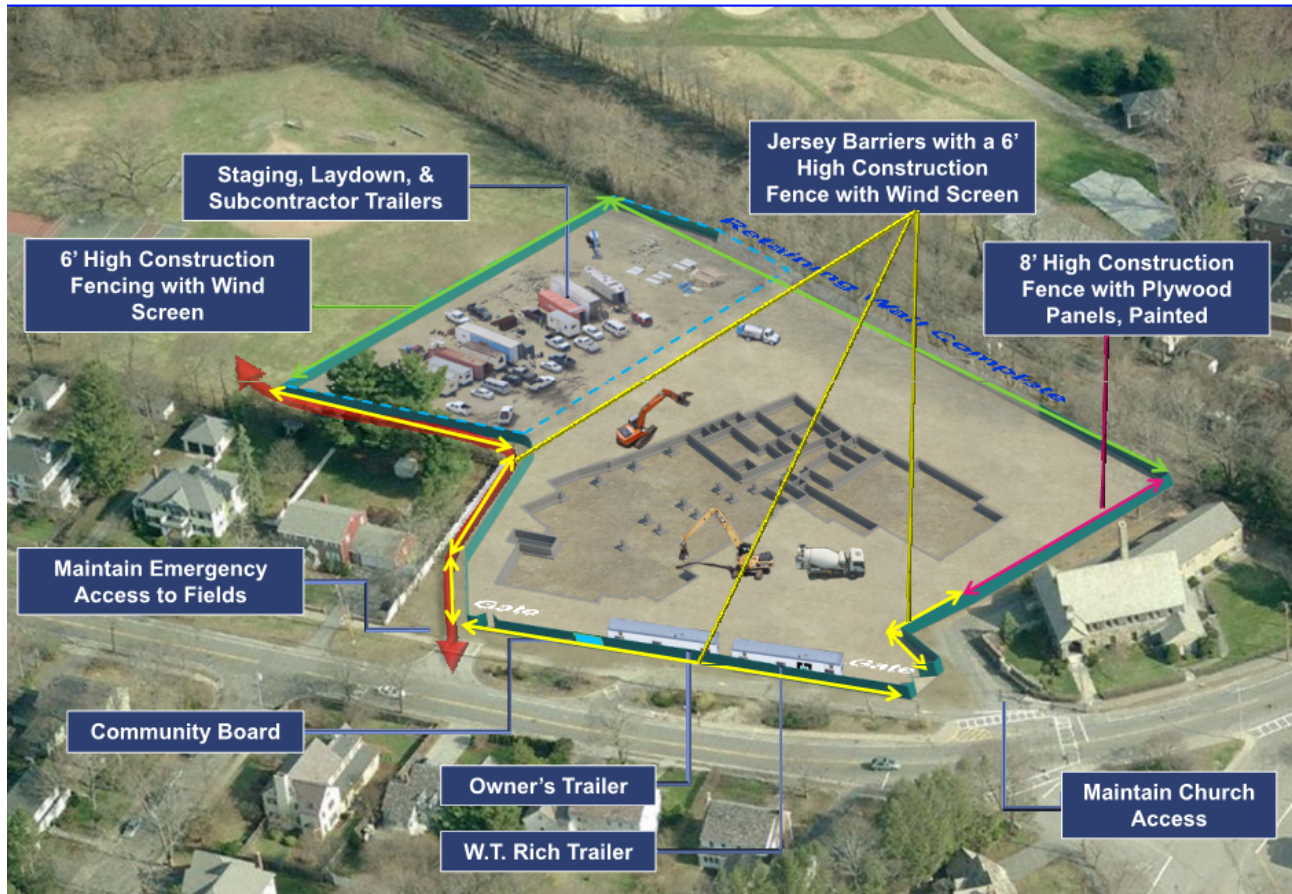 Jersey Barriers with a 6’
High Construction
Fence with Wind Screen
Staging, Laydown, &
Subcontractor Trailers
6’ High Construction
Fencing with Wind
Screen
8’ High Construction
Fence with Plywood
Panels, Painted
Retaining Wall Complate
Maintain Emergency
Access to Fields
Gate
Gate
Community Board
Owner’s Trailer
W.T. Rich Trailer
Maintain Church
Access